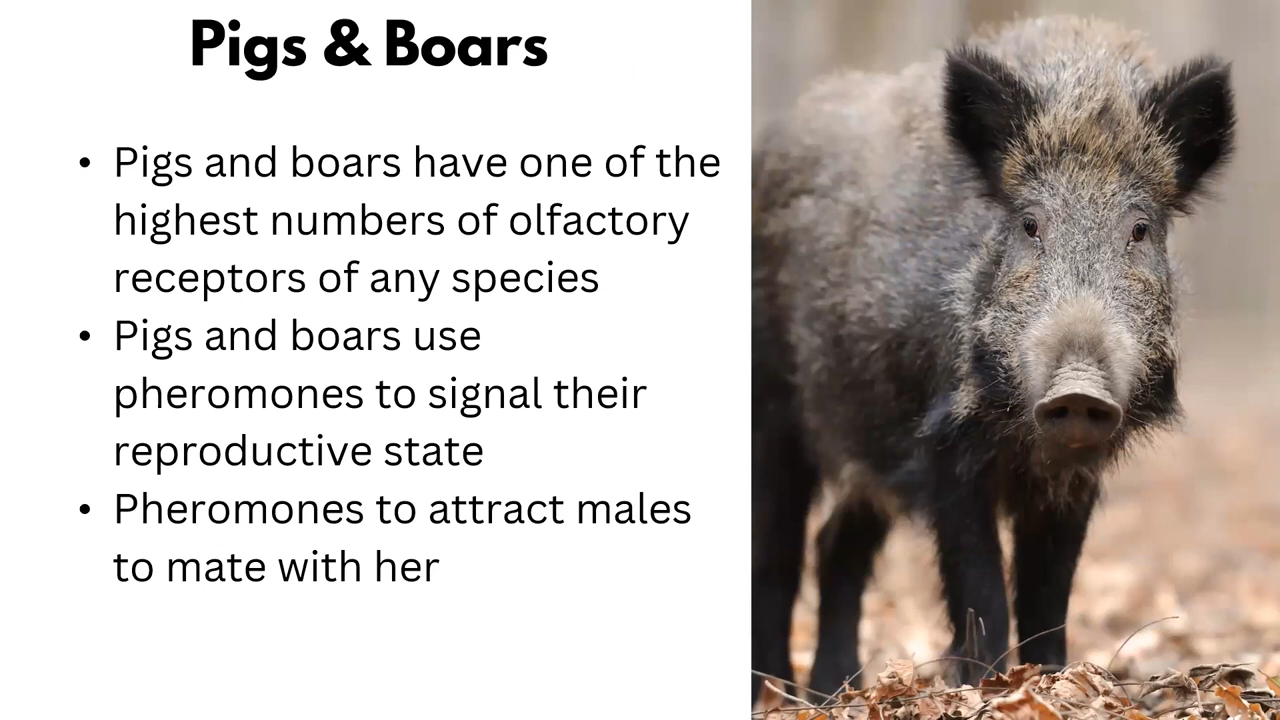 Pigs & Boars
• Pigs and boars have one of the
highest numbers of olfactory
receptors of any species
• Pigs and boars use
pheromones to signal their
reproductive state
• Pheromones to attract males
to mate with her